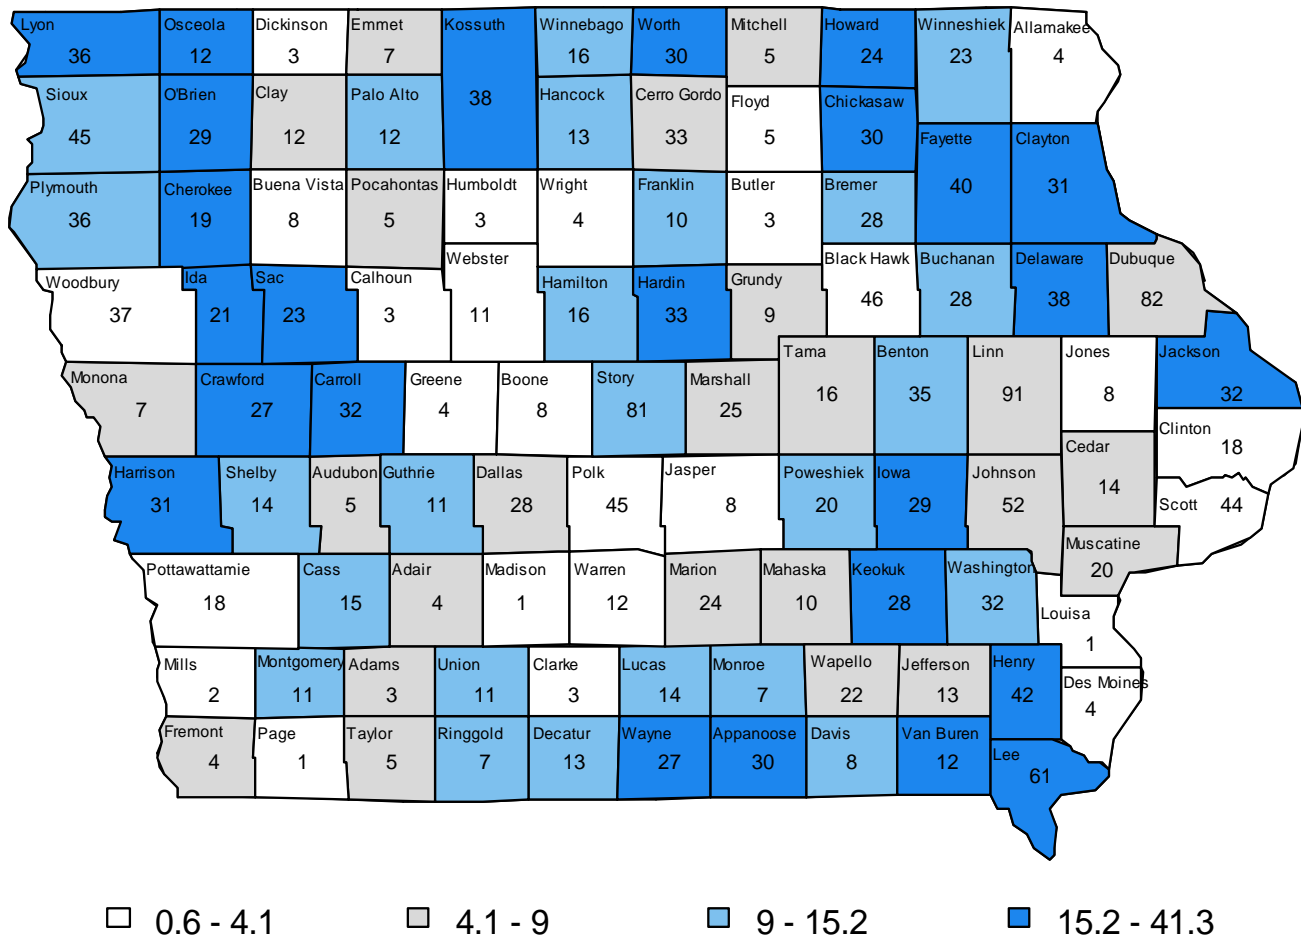 Lyon Osceola Dickinson Emmet Kossuth Winnebago Worth Mitchell Howard Winneshiek Allamakee
36 12 3 7 38 16 30 5 24 23 4
Sioux O'Brien Clay Palo Alto Hancock Cerro Gordo Floyd Chickasaw
45 29 12 12 13 33 5 30
Fayette Clayton
40 31
Plymouth Cherokee Buena Vista Pocahontas Humboldt Wright Franklin Butler Bremer
36 19 8 5 3 4 10 3 28
Woodbury Ida Sac Calhoun Webster Hamilton Hardin Grundy Black Hawk Buchanan Delaware Dubuque
37 21 23 3 11 16 33 9 46 28 38 82
Monona Crawford Carroll Greene Boone Story Marshall Tama Benton Linn Jones Jackson
7 27 32 4 8 81 25 16 35 91 8 32
Clinton
18
Cedar
14
Harrison Shelby Audubon Guthrie Dallas Polk Jasper Poweshiek Iowa Johnson Scott
31 14 5 11 28 45 8 20 29 52 44
Muscatine
20
Pottawattamie Cass Adair Madison Warren Marion Mahaska Keokuk Washington
18 15 4 1 12 24 10 28 32
Louisa
1
Mills Montgomery Adams Union Clarke Lucas Monroe Wapello Jefferson Henry Des Moines
2 11 3 11 3 14 7 22 13 42 4
Fremont Page Taylor Ringgold Decatur Wayne Appanoose Davis Van Buren Lee
4 1 5 7 13 27 30 8 12 61
0.6 - 4.1 4.1 - 9 9 - 15.2 15.2 - 41.3